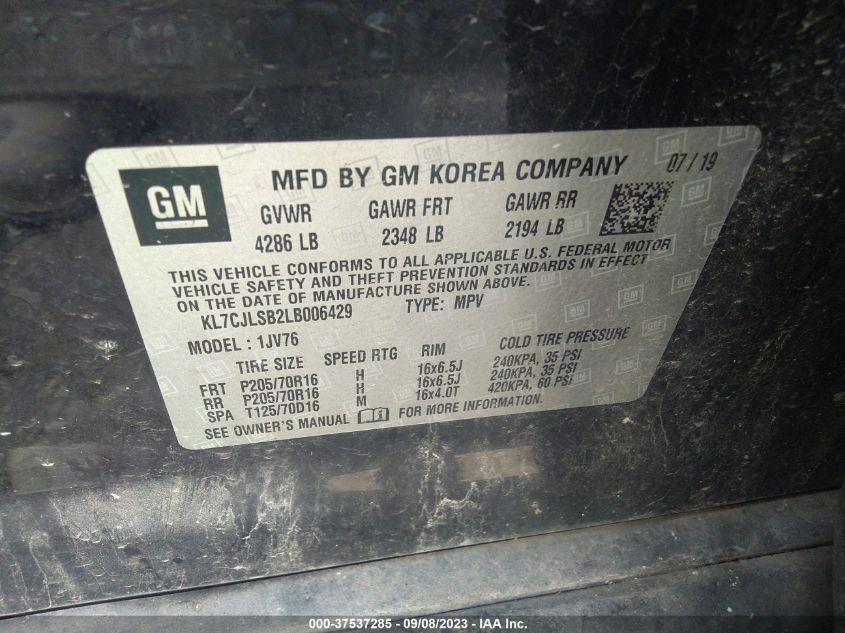 GM MFD BY GM KOREA COMPANY 07/19
GVWR GAWR FRT GAWR RR
4286 LB 2348 LB 2194 LB
THIS VEHICLE CONFORMS TO ALL APPLICABLE U.S. FEDERAL MOTOR
VEHICLE SAFETY AND THEFT PREVENTION STANDARDS IN EFFECT
ON THE DATE OF MANUFACTURE SHOWN ABOVE.
KL7CJLSB2LB006429 TYPE: MPV
MODEL : 1JV76
TIRE SIZE SPEED RTG RIM COLD TIRE PRESSURE
FRT P205/70R16 H 16x6.5J 240KPA, 35 PSI
RR P205/70R16 H 16x6.5J 240KPA, 35 PSI
SPA T125/70D16 M 16x4.0T 420KPA, 60 PSI
SEE OWNER'S MANUAL FOR MORE INFORMATION.
000-37537285 - 09/08/2023 - IAA Inc.